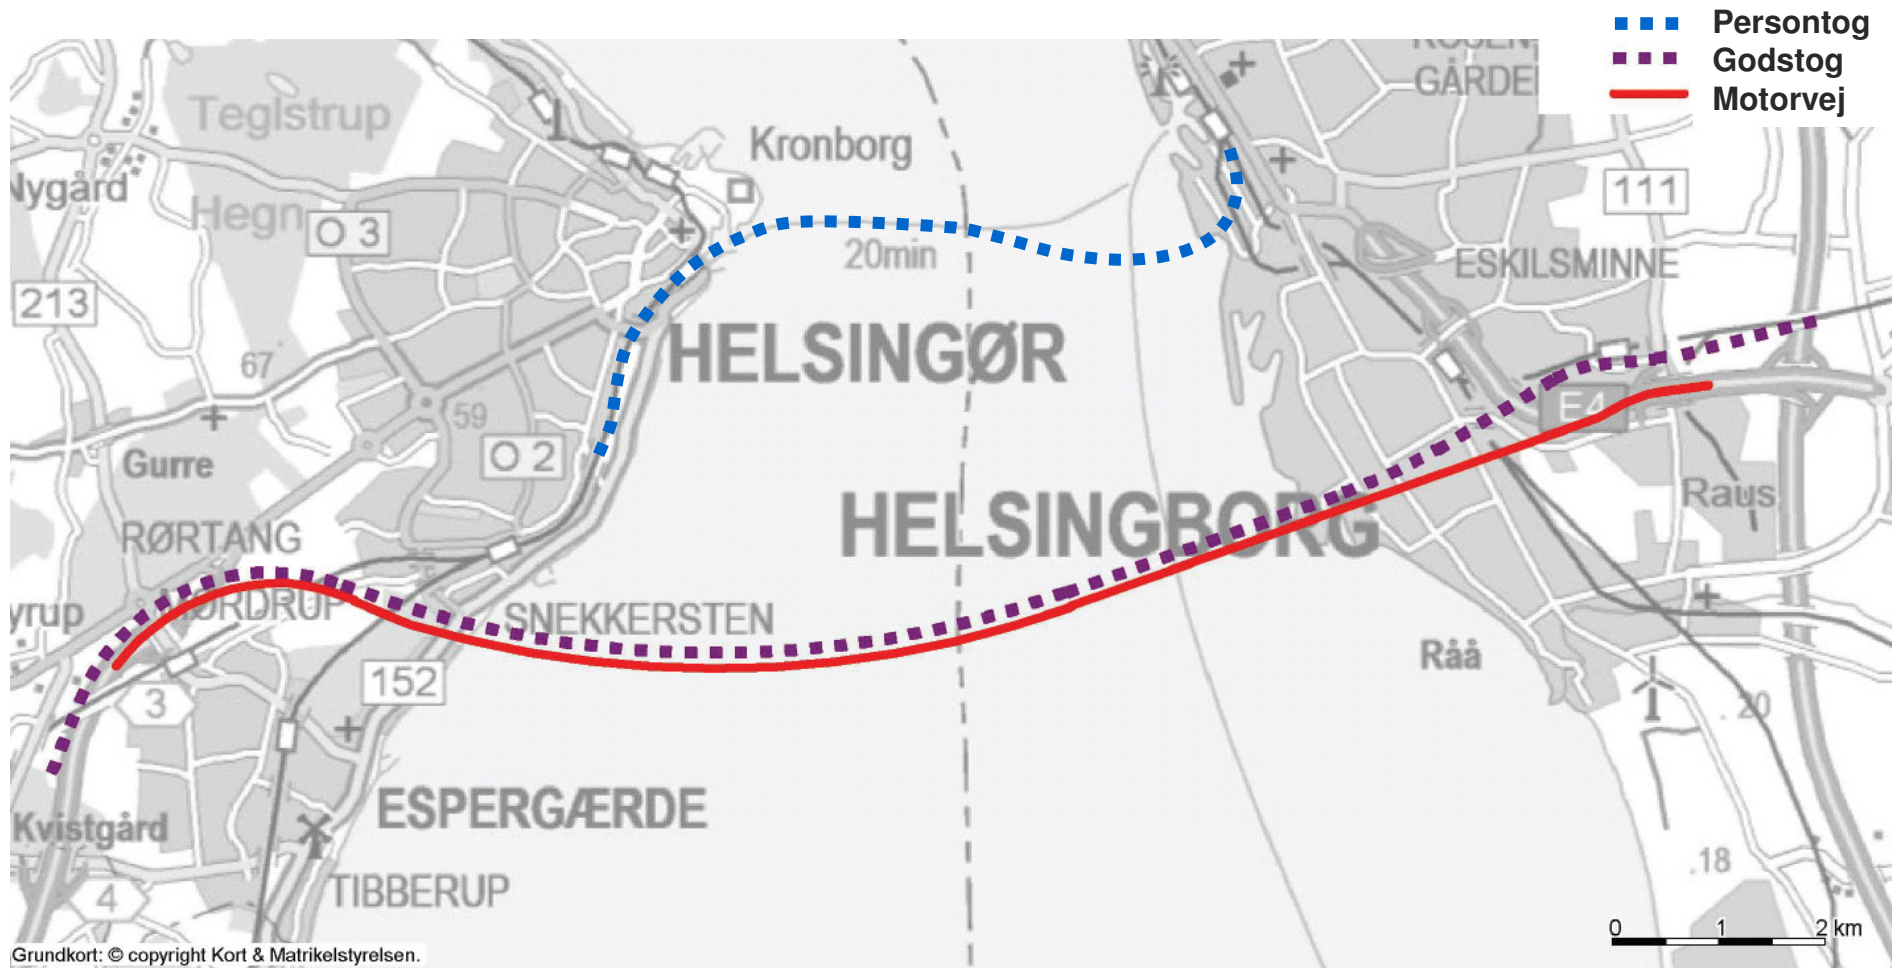 Persontog
Godstog
Motorvej
GÅRDE
Teglstrup
Hegn
Kronborg
Nygård
O 3
111
20min
ESKILSMINNE
213
HELSINGØR
67
59
E4
O 2
Gurre
HELSINGBORG
Raus
RØRTANG
SNEKKERSTEN
yrup
ØRDRUP
Råå
152
3
. 20
ESPERGÆRDE
Kvistgård
.18
TIBBERUP
4
0 1 2 km
Grundkort: © copyright Kort & Matrikelstyrelsen.